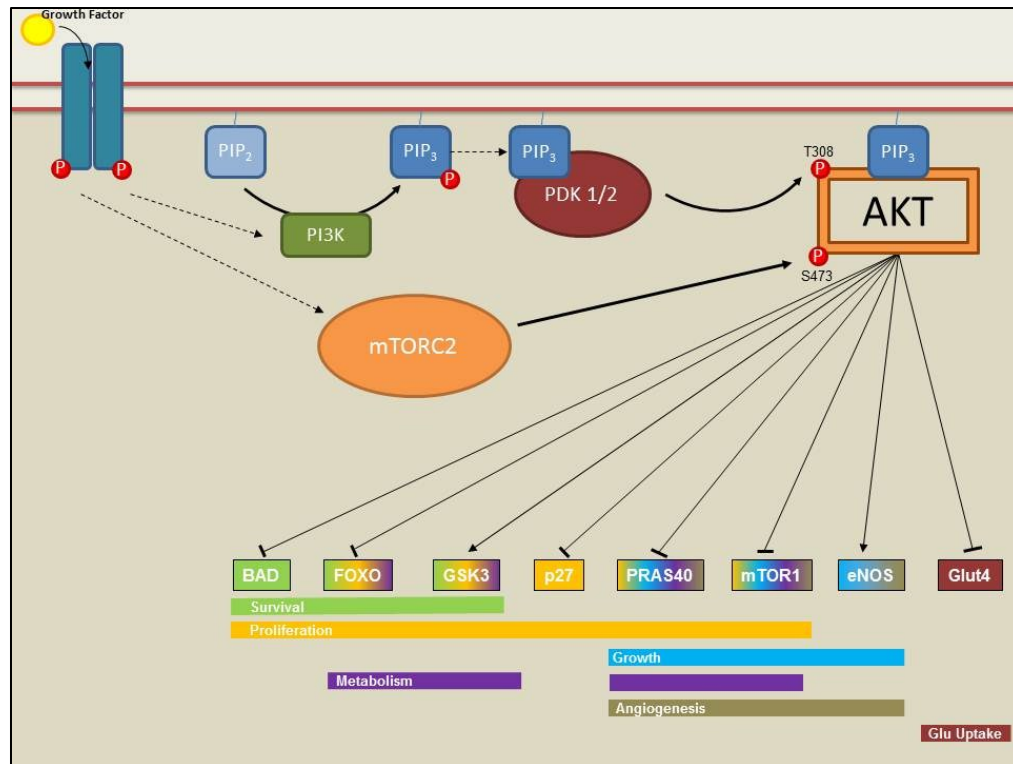 Growth Factor
P
P
PIP2
PIP3
P
PIP3
PDK 1/2
PI3K
mTORC2
T308
P
PIP3
AKT
P
S473
BAD
FOXO
GSK3
p27
PRAS40
mTOR1
eNOS
Glut4
Survival
Proliferation
Growth
Metabolism
Angiogenesis
Glu Uptake